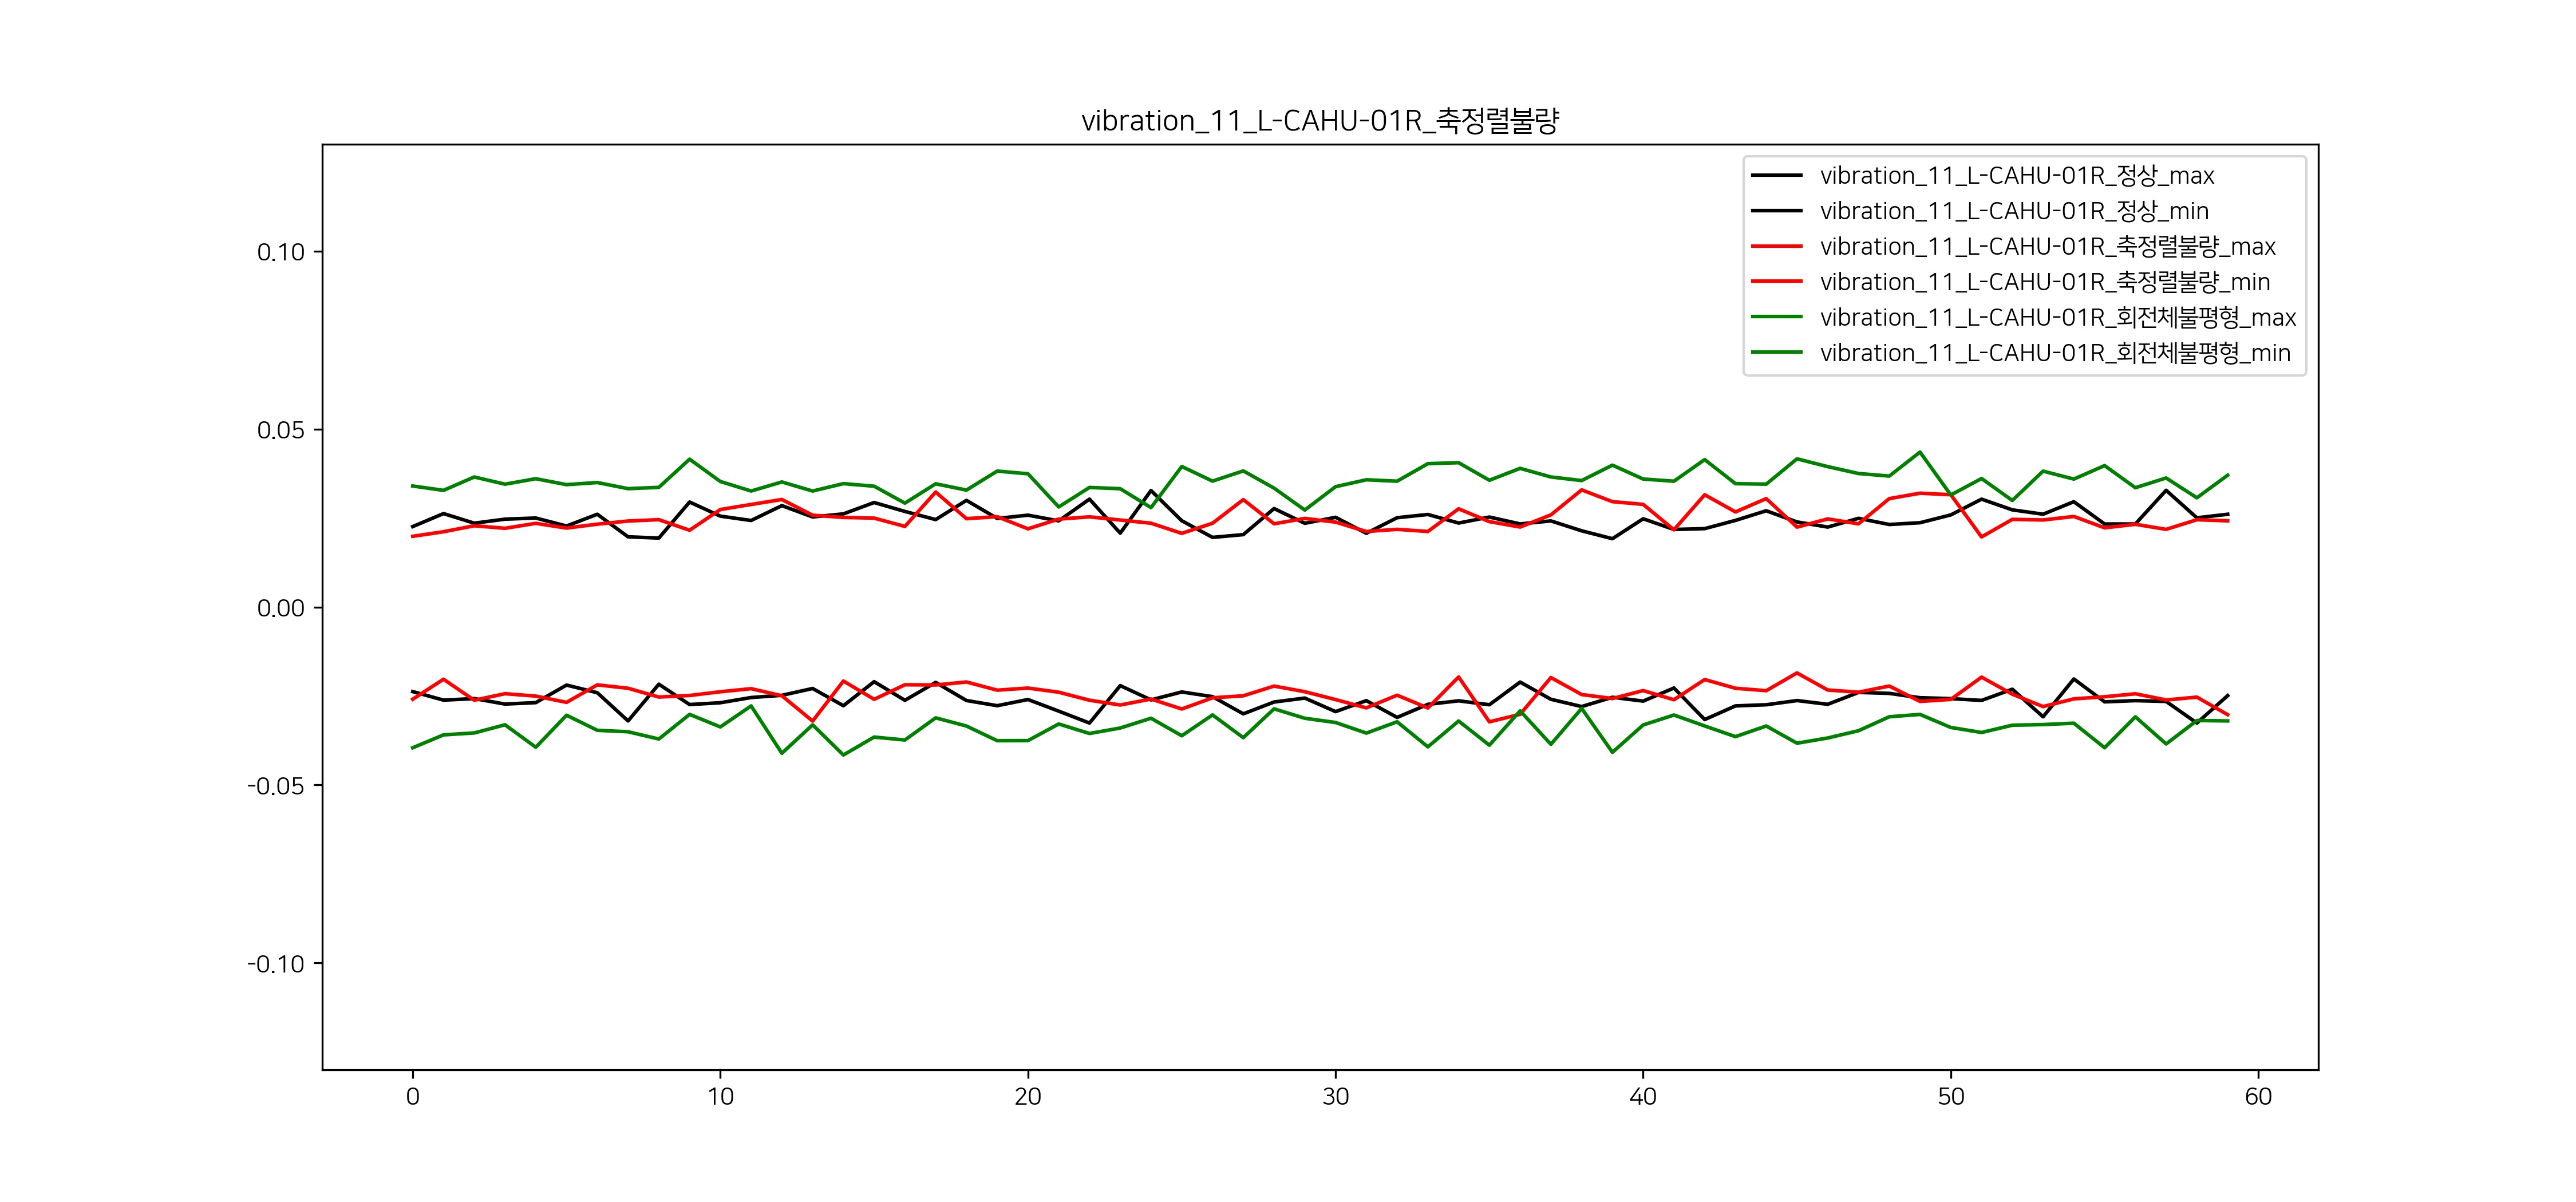 vibration_11_L-CAHU-01R_축정렬불량
vibration_11_L-CAHU-01R_정상_max
vibration_11_L-CAHU-01R_정상_min
vibration_11_L-CAHU-01R_축정렬불량_max
vibration_11_L-CAHU-01R_축정렬불량_min
vibration_11_L-CAHU-01R_회전체불평형_max
vibration_11_L-CAHU-01R_회전체불평형_min
0.10
0.05
0.00
-0.05
-0.10
0 10 20 30 40 50 60